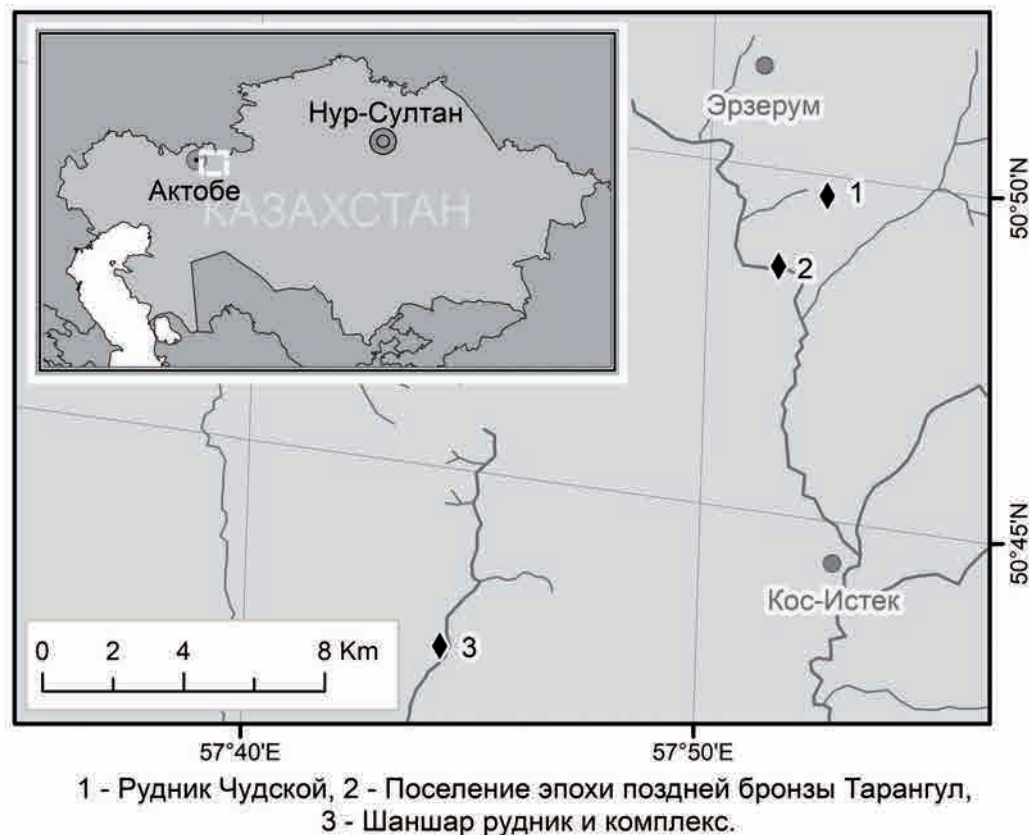 Нур-Султан
Актобе
КАЗАХСТАН
Эрзерум
1
2
50°50'N
50°45'N
Кос-Истек
3
0 2 4 8 Km
57°40'E 57°50'E
1 - Рудник Чудской, 2 - Поселение эпохи поздней бронзы Тарангул,
3 - Шаншар рудник и комплекс.